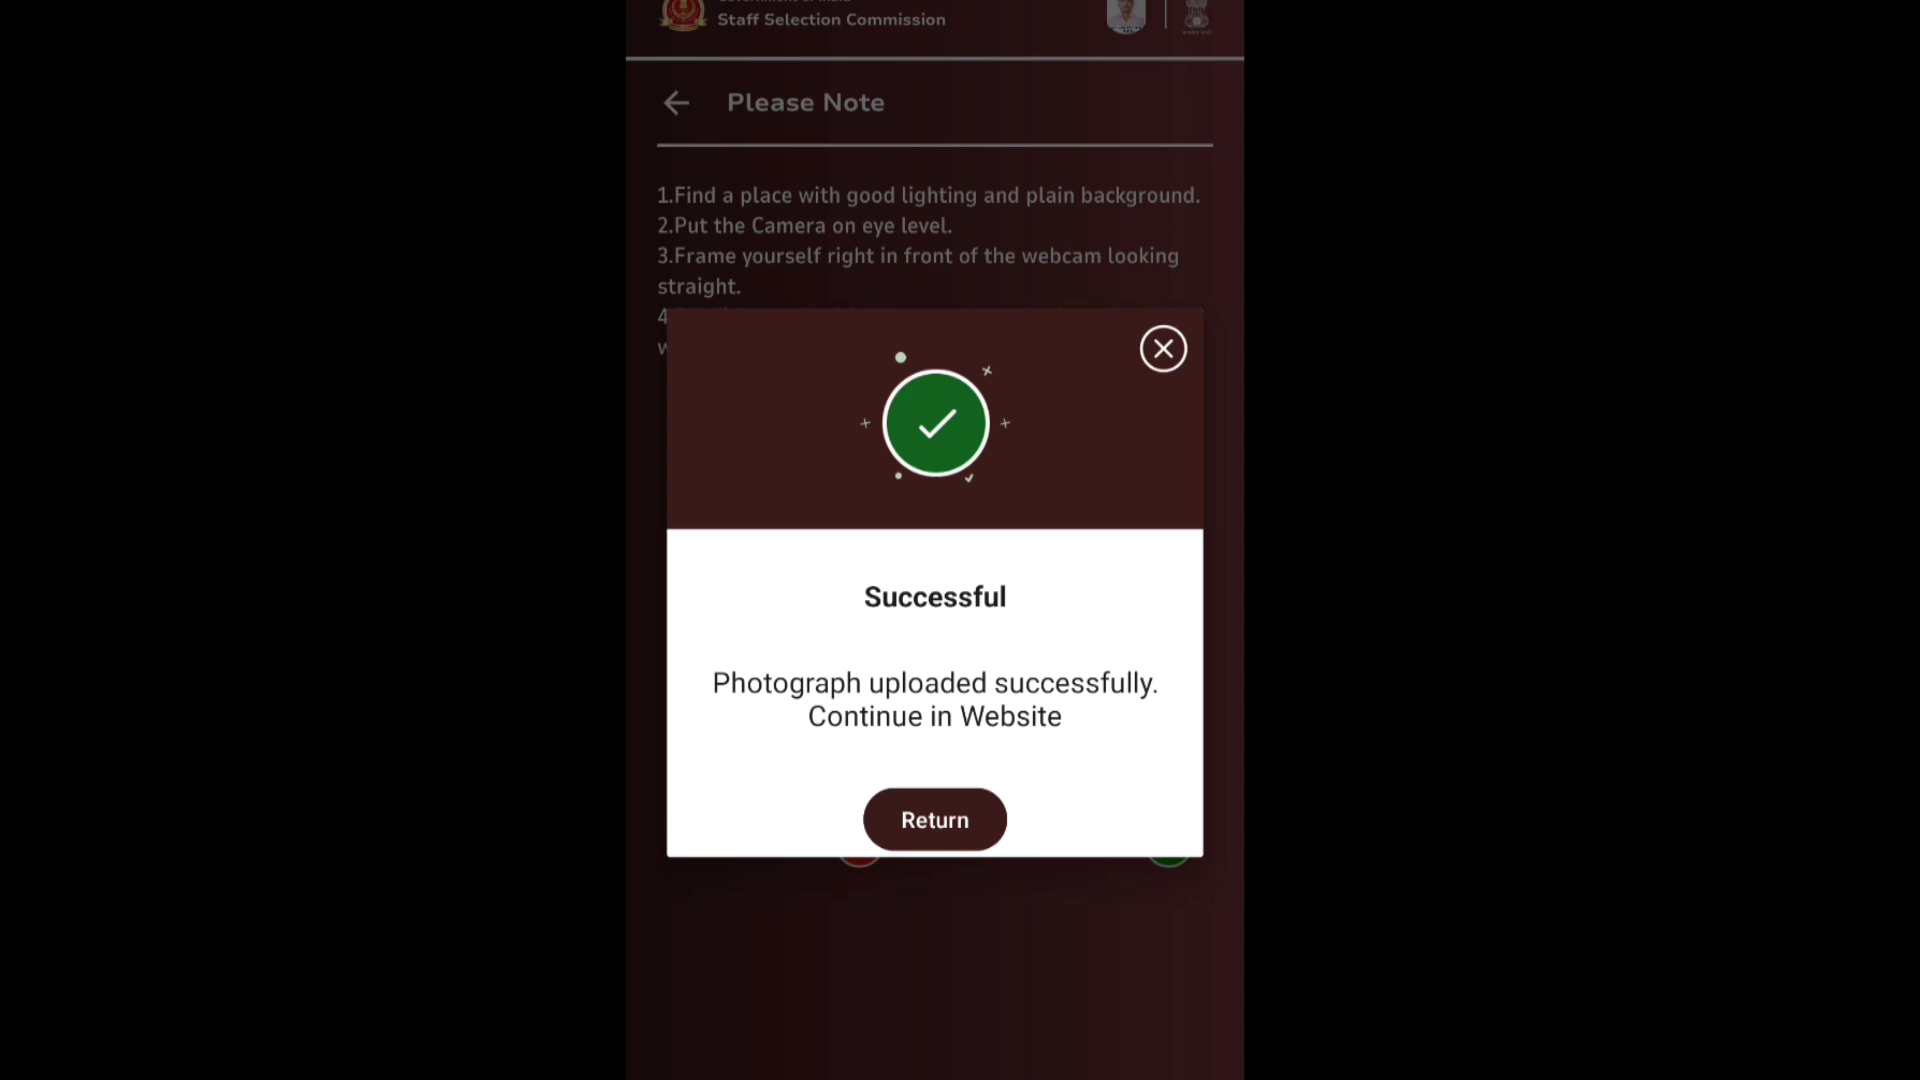 Staff Selection Commission
Please Note
1.Find a place with good lighting and plain background.
2.Put the Camera on eye level.
3.Frame yourself right in front of the webcam looking
straight.
4
Successful
Photograph uploaded successfully.
Continue in Website
Return